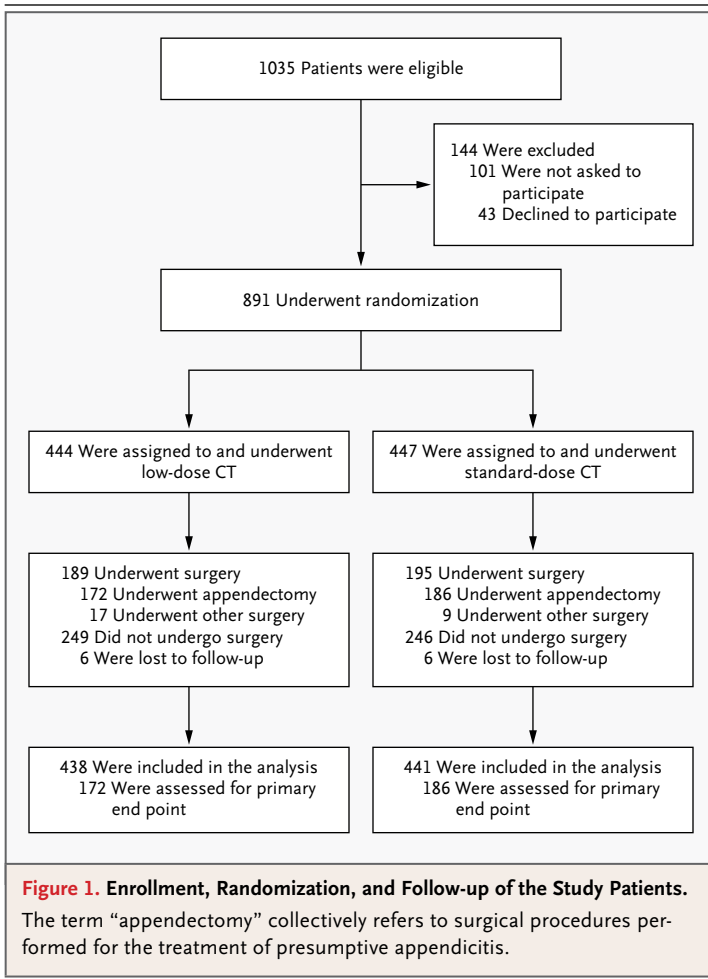 1035 Patients were eligible
144 Were excluded
101 Were not asked to
participate
43 Declined to participate
891 Underwent randomization
444 Were assigned to and underwent
low-dose CT
447 Were assigned to and underwent
standard-dose CT
189 Underwent surgery
172 Underwent appendectomy
17 Underwent other surgery
249 Did not undergo surgery
6 Were lost to follow-up
195 Underwent surgery
186 Underwent appendectomy
9 Underwent other surgery
246 Did not undergo surgery
6 Were lost to follow-up
438 Were included in the analysis
172 Were assessed for primary
end point
441 Were included in the analysis
186 Were assessed for primary
end point
Figure 1. Enrollment, Randomization, and Follow-up of the Study Patients.
The term “appendectomy” collectively refers to surgical procedures per-
formed for the treatment of presumptive appendicitis.